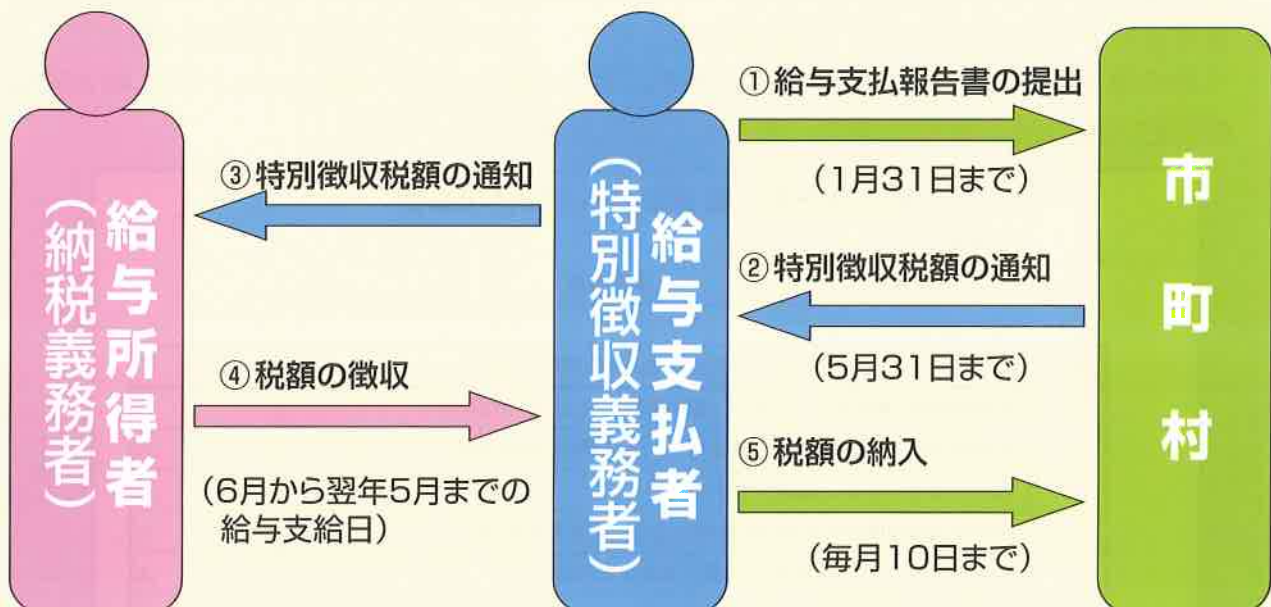 給与所得者
(納税義務者)
③特別徴収税額の通知
④税額の徴収
(6月から翌年5月までの
給与支給日)
給与支払者
(特別徴収義務者)
①給与支払報告書の提出
(1月31日まで)
②特別徴収税額の通知
(5月31日まで)
⑤税額の納入
(毎月10日まで)
市町村